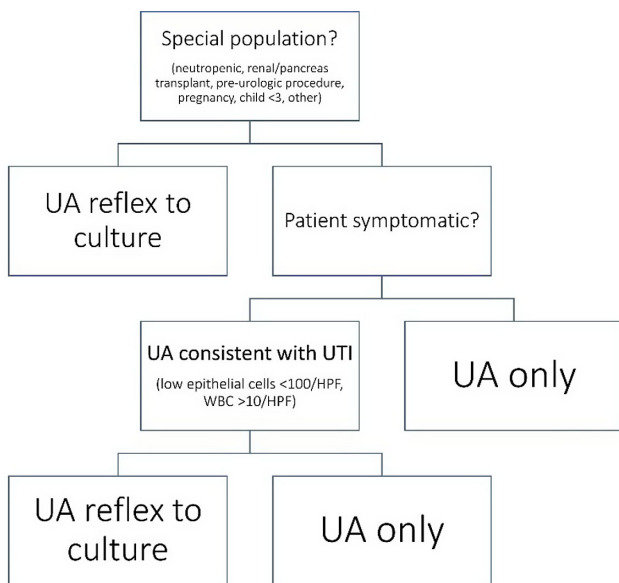 Special population?
(neutropenic, renal/pancreas
transplant, pre-urologic procedure,
pregnancy, child <3, other)
UA reflex to
culture
Patient symptomatic?
UA consistent with UTI
(low epithelial cells <100/HPF,
WBC >10/HPF)
UA only
UA reflex to
culture
UA only